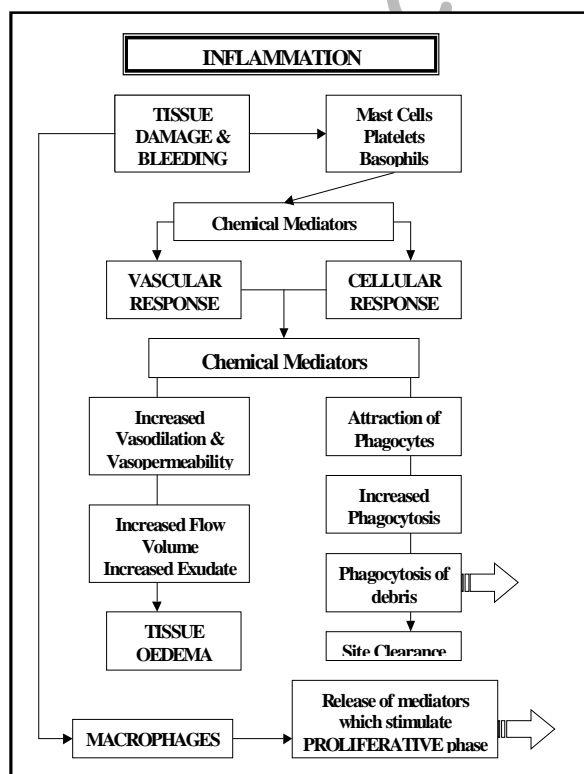 INFLAMMATION
TISSUE
DAMAGE &
BLEEDING
Mast Cells
Platelets
Basophils
Chemical Mediators
VASCULAR
RESPONSE
CELLULAR
RESPONSE
Chemical Mediators
Increased
Vasodilation &
Vasopermeability
Attraction of
Phagocytes
Increased
Phagocytosis
Increased Flow
Volume
Increased Exudate
Phagocytosis of
debris
TISSUE
OEDEMA
Site Clearance
MACROPHAGES
Release of mediators
which stimulate
PROLIFERATIVE phase